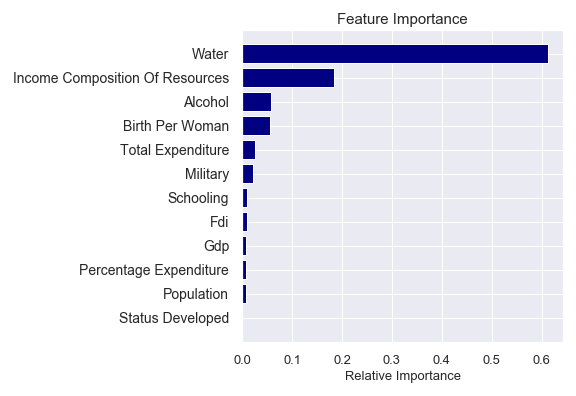 Feature Importance
Water
Income Composition Of Resources
Alcohol
Birth Per Woman
Total Expenditure
Military
Schooling
Fdi
Gdp
Percentage Expenditure
Population
Status Developed
0.0 0.1 0.2 0.3 0.4 0.5 0.6
Relative Importance